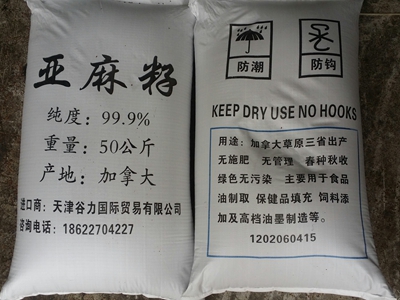 亚麻籽
纯度：99.9%
重量：50公斤
产地：加拿大
进口商：天津谷力国际贸易有限公司
咨询电话：18622704227
防潮
防钩
KEEP DRY USE NO HOOKS
用途：加拿大草原三省出产
无施肥 无管理 春种秋收
绿色无污染 主要用于食品
油制取 保健品填充 饲料添
加及高档油墨制造等。
1202060415